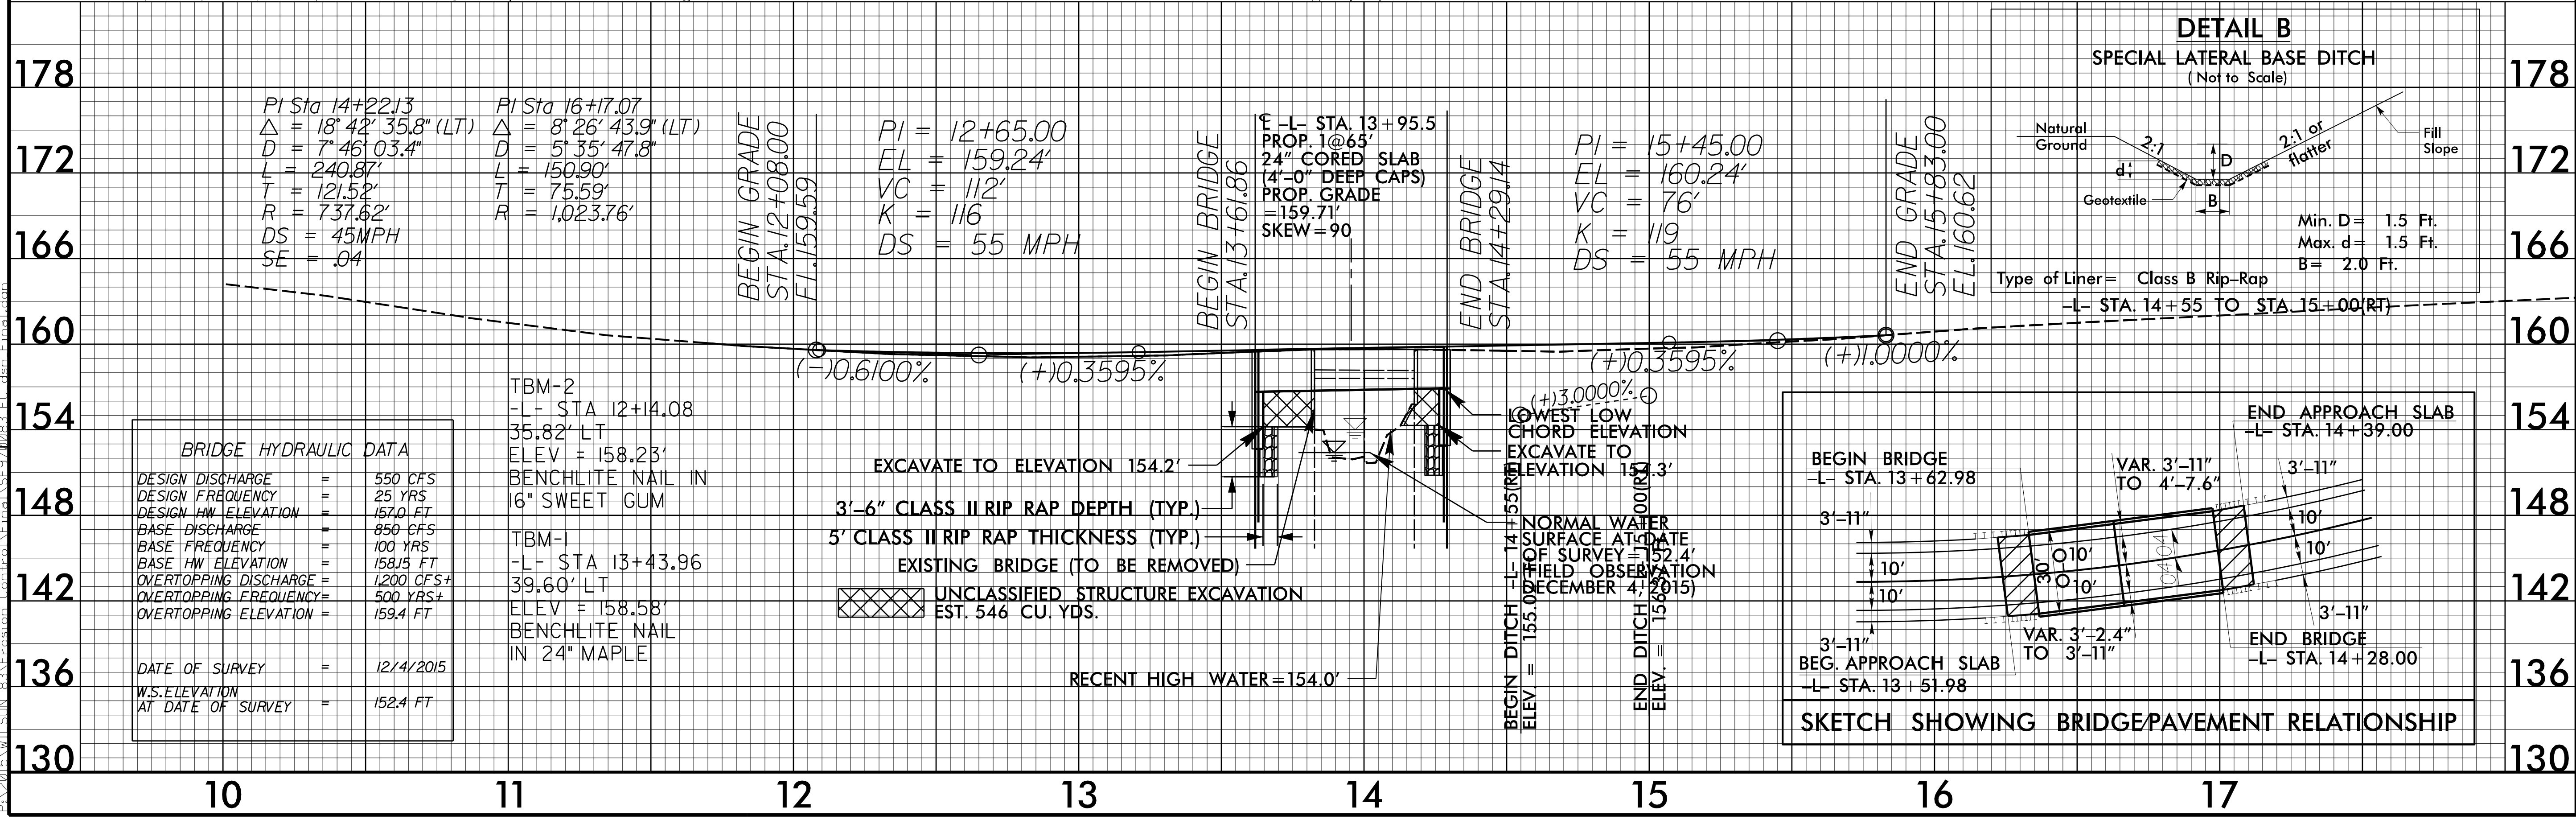 DETAIL B
SPECIAL LATERAL BASE DITCH
(Not to Scale)
Natural
Ground
2:1
D
2:1 or
flatter
Fill
Slope
d
Geotextile
B
Min. D = 1.5 Ft.
Max. d = 1.5 Ft.
B = 2.0 Ft.
Type of Liner = Class B Rip-Rap
-L- STA. 14+55 TO STA. 15+00(RT)
178
172
166
160
154
148
142
136
130
178
172
166
160
154
148
142
136
130
PI Sta 14+22.13
△ = 18° 42' 35.8" (LT)
D = 7° 46' 03.4"
L = 240.87'
T = 121.52'
R = 737.62'
DS = 45MPH
SE = .04
PI Sta 16+17.07
△ = 8° 26' 43.9" (LT)
D = 5° 35' 47.8"
L = 150.90'
T = 75.59'
R = 1,023.76'
BEGIN GRADE
STA.12+08.00
EL.159.59
PI = 12+65.00
EL = 159.24'
VC = 112'
K = 116
DS = 55 MPH
BEGIN BRIDGE
STA.13+61.86
℄ -L- STA. 13+95.5
PROP. 1@65'
24" CORED SLAB
(4'-0" DEEP CAPS)
PROP. GRADE
=159.71'
SKEW=90
END BRIDGE
STA.14+29.14
PI = 15+45.00
EL = 160.24'
VC = 76'
K = 119
DS = 55 MPH
END GRADE
STA.15+83.00
EL.160.62
(-)0.6100%
(+)0.3595%
(+)0.3595%
(+)1.0000%
(+)3.0000%
BRIDGE HYDRAULIC DATA
DESIGN DISCHARGE = 550 CFS
DESIGN FREQUENCY = 25 YRS
DESIGN HW ELEVATION = 157.0 FT
BASE DISCHARGE = 850 CFS
BASE FREQUENCY = 100 YRS
BASE HW ELEVATION = 158.15 FT
OVERTOPPING DISCHARGE = 1,200 CFS+
OVERTOPPING FREQUENCY= 500 YRS+
OVERTOPPING ELEVATION = 159.4 FT
DATE OF SURVEY = 12/4/2015
W.S.ELEVATION
AT DATE OF SURVEY = 152.4 FT
TBM-2
-L- STA 12+14.08
35.82' LT
ELEV = 158.23'
BENCHLITE NAIL IN
16" SWEET GUM
TBM-1
-L- STA 13+43.96
39.60' LT
ELEV = 158.58'
BENCHLITE NAIL
IN 24" MAPLE
EXCAVATE TO ELEVATION 154.2'
3'-6" CLASS II RIP RAP DEPTH (TYP.)
5' CLASS II RIP RAP THICKNESS (TYP.)
EXISTING BRIDGE (TO BE REMOVED)
UNCLASSIFIED STRUCTURE EXCAVATION
EST. 546 CU. YDS.
RECENT HIGH WATER=154.0'
LOWEST LOW
CHORD ELEVATION
EXCAVATE TO
ELEVATION 154.3'
NORMAL WATER
SURFACE AT DATE
OF SURVEY=152.4'
(FIELD OBSERVATION
DECEMBER 4, 2015)
BEGIN DITCH -L- 14+55(RT)
ELEV = 155.0
END DITCH 15+00(RT)
ELEV. = 156
BEGIN BRIDGE
-L- STA. 13+62.98
3'-11"
10'
10'
3'-11"
BEG. APPROACH SLAB
-L- STA. 13+51.98
30'
10'
10'
VAR. 3'-11"
TO 4'-7.6"
0404
VAR. 3'-2.4"
TO 3'-11"
END APPROACH SLAB
-L- STA. 14+39.00
3'-11"
10'
10'
3'-11"
END BRIDGE
-L- STA. 14+28.00
SKETCH SHOWING BRIDGE/PAVEMENT RELATIONSHIP
10
11
12
13
14
15
16
17